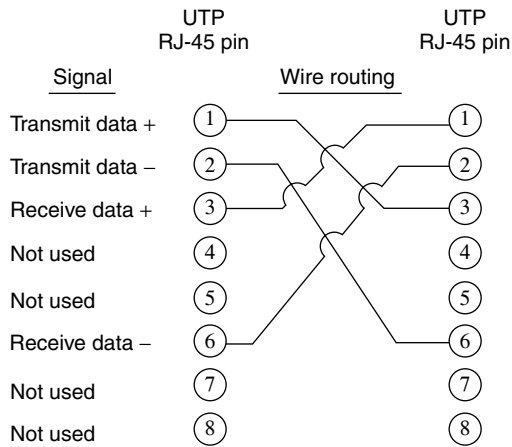 UTP UTP
RJ-45 pin RJ-45 pin
Signal Wire routing
Transmit data + 1 1
Transmit data − 2 2
Receive data + 3 3
Not used 4 4
Not used 5 5
Receive data − 6 6
Not used 7 7
Not used 8 8